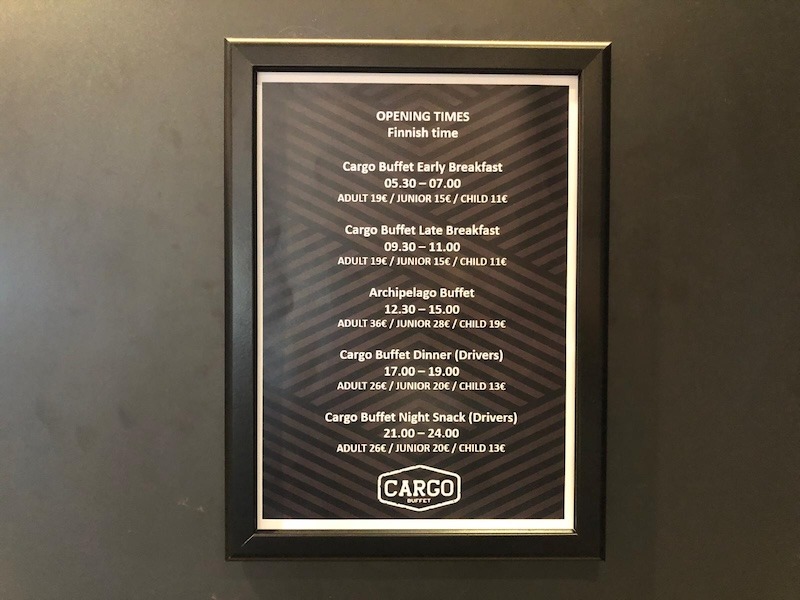 OPENING TIMES
Finnish time
Cargo Buffet Early Breakfast
05.30 – 07.00
ADULT 19€ / JUNIOR 15€ / CHILD 11€
Cargo Buffet Late Breakfast
09.30 – 11.00
ADULT 19€ / JUNIOR 15€ / CHILD 11€
Archipelago Buffet
12.30 – 15.00
ADULT 36€ / JUNIOR 28€ / CHILD 19€
Cargo Buffet Dinner (Drivers)
17.00 – 19.00
ADULT 26€ / JUNIOR 20€ / CHILD 13€
Cargo Buffet Night Snack (Drivers)
21.00 – 24.00
ADULT 26€ / JUNIOR 20€ / CHILD 13€
CARGO
BUFFET